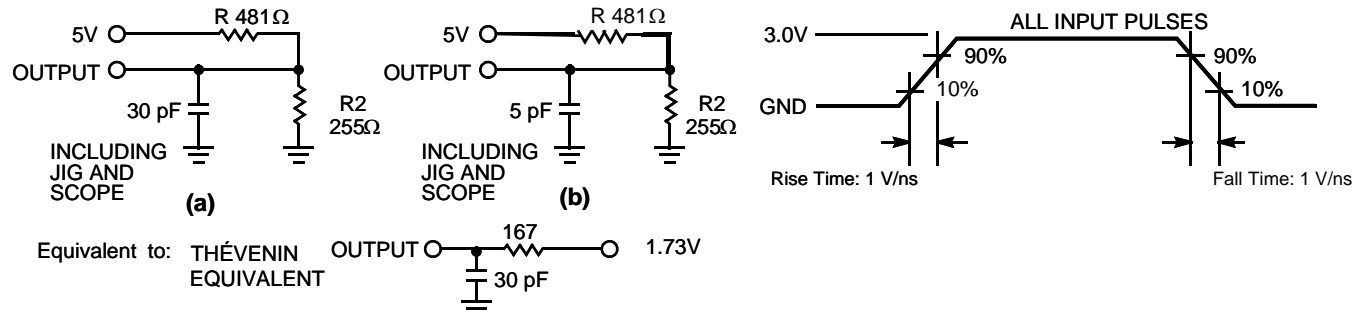 R 481Ω
5V
OUTPUT
30 pF
R2
255Ω
INCLUDING
JIG AND
SCOPE
(a)
R 481Ω
5V
OUTPUT
5 pF
R2
255Ω
INCLUDING
JIG AND
SCOPE
(b)
ALL INPUT PULSES
3.0V
90%
10%
GND
90%
10%
Rise Time: 1 V/ns
Fall Time: 1 V/ns
Equivalent to:
THÉVENIN
EQUIVALENT
OUTPUT
167
1.73V
30 pF